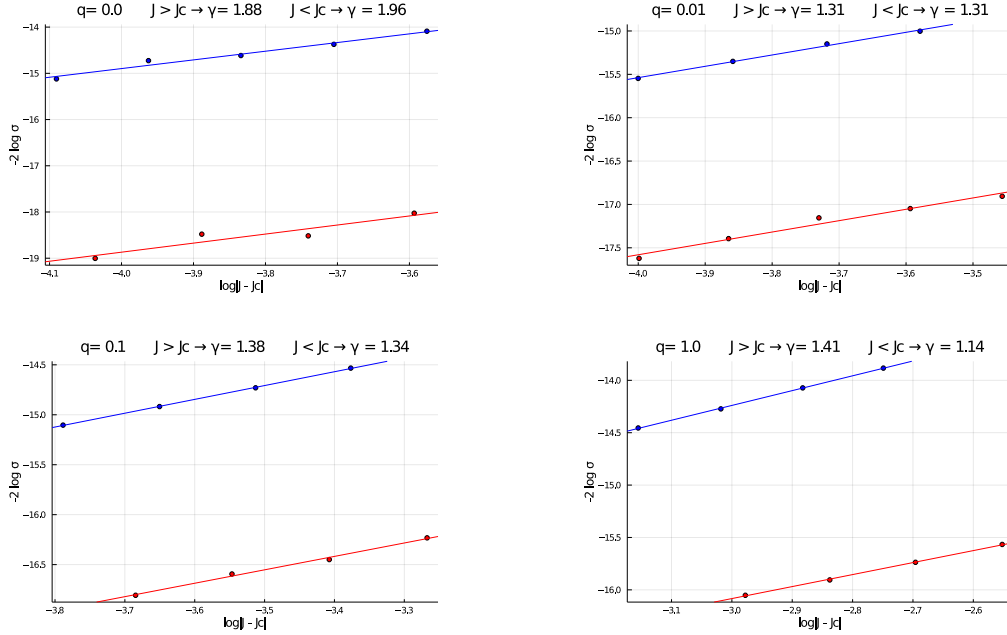 q= 0.0 J > Jc → γ= 1.88 J < Jc → γ = 1.96
−14
−15
−16
−17
−18
−19
-2 log σ
−4.1 −4.0 −3.9 −3.8 −3.7 −3.6
log|J - Jc|
q= 0.01 J > Jc → γ= 1.31 J < Jc → γ = 1.31
−15.0
−15.5
−16.0
−16.5
−17.0
−17.5
-2 log σ
−4.0 −3.9 −3.8 −3.7 −3.6 −3.5
log|J - Jc|
q= 0.1 J > Jc → γ= 1.38 J < Jc → γ = 1.34
−14.5
−15.0
−15.5
−16.0
−16.5
-2 log σ
−3.8 −3.7 −3.6 −3.5 −3.4 −3.3
log|J - Jc|
q= 1.0 J > Jc → γ= 1.41 J < Jc → γ = 1.14
−14.0
−14.5
−15.0
−15.5
−16.0
-2 log σ
−3.1 −3.0 −2.9 −2.8 −2.7 −2.6
log|J - Jc|